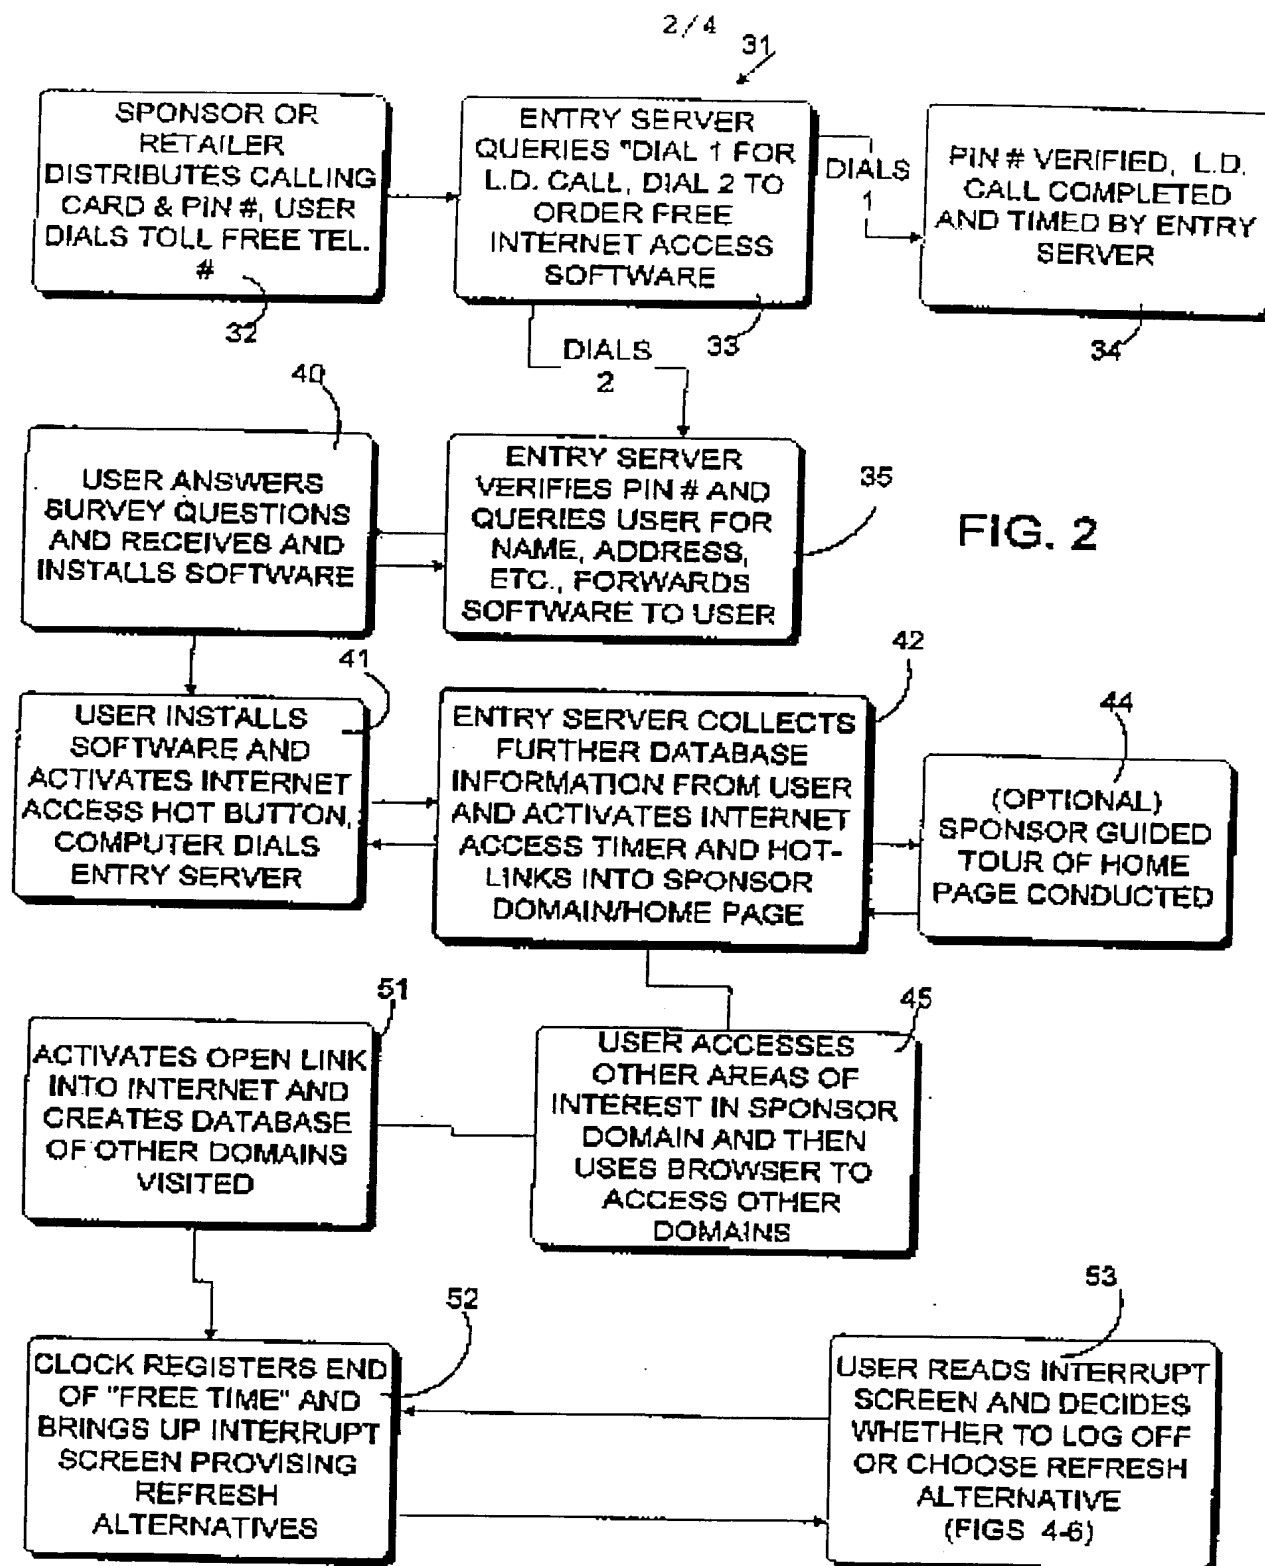 2/4
31
SPONSOR OR
RETAILER
DISTRIBUTES CALLING
CARD & PIN #, USER
DIALS TOLL FREE TEL.
#
32
ENTRY SERVER
QUERIES "DIAL 1 FOR
L.D. CALL, DIAL 2 TO
ORDER FREE
INTERNET ACCESS
SOFTWARE
33
DIALS
1
PIN # VERIFIED, L.D.
CALL COMPLETED
AND TIMED BY ENTRY
SERVER
34
DIALS
2
40
USER ANSWERS
SURVEY QUESTIONS
AND RECEIVES AND
INSTALLS SOFTWARE
ENTRY SERVER
VERIFIES PIN # AND
QUERIES USER FOR
NAME, ADDRESS,
ETC., FORWARDS
SOFTWARE TO USER
35
FIG. 2
41
USER INSTALLS
SOFTWARE AND
ACTIVATES INTERNET
ACCESS HOT BUTTON,
COMPUTER DIALS
ENTRY SERVER
42
ENTRY SERVER COLLECTS
FURTHER DATABASE
INFORMATION FROM USER
AND ACTIVATES INTERNET
ACCESS TIMER AND HOT-
LINKS INTO SPONSOR
DOMAIN/HOME PAGE
44
(OPTIONAL)
SPONSOR GUIDED
TOUR OF HOME
PAGE CONDUCTED
51
ACTIVATES OPEN LINK
INTO INTERNET AND
CREATES DATABASE
OF OTHER DOMAINS
VISITED
45
USER ACCESSES
OTHER AREAS OF
INTEREST IN SPONSOR
DOMAIN AND THEN
USES BROWSER TO
ACCESS OTHER
DOMAINS
52
CLOCK REGISTERS END
OF "FREE TIME" AND
BRINGS UP INTERRUPT
SCREEN PROVISING
REFRESH
ALTERNATIVES
53
USER READS INTERRUPT
SCREEN AND DECIDES
WHETHER TO LOG OFF
OR CHOOSE REFRESH
ALTERNATIVE
(FIGS 4-6)